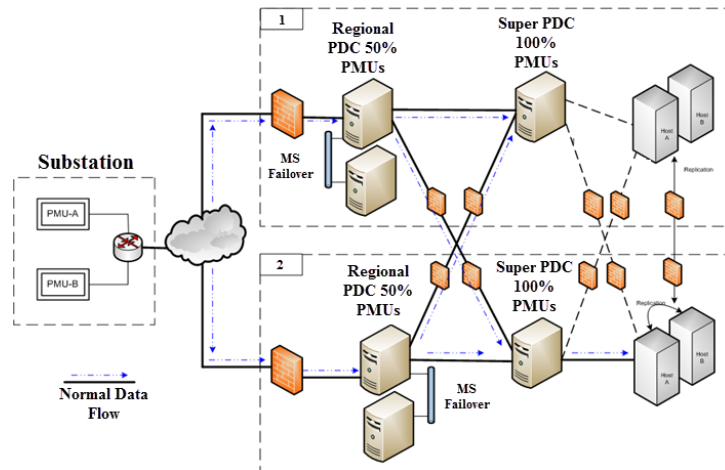 1
Regional
PDC 50%
PMUs
Super PDC
100%
PMUs
Host
A
Host
B
MS
Failover
Replication
Substation
PMU-A
PMU-B
2
Regional
PDC 50%
PMUs
Super PDC
100%
PMUs
Replication
Host
A
Host
B
MS
Failover
Normal Data
Flow